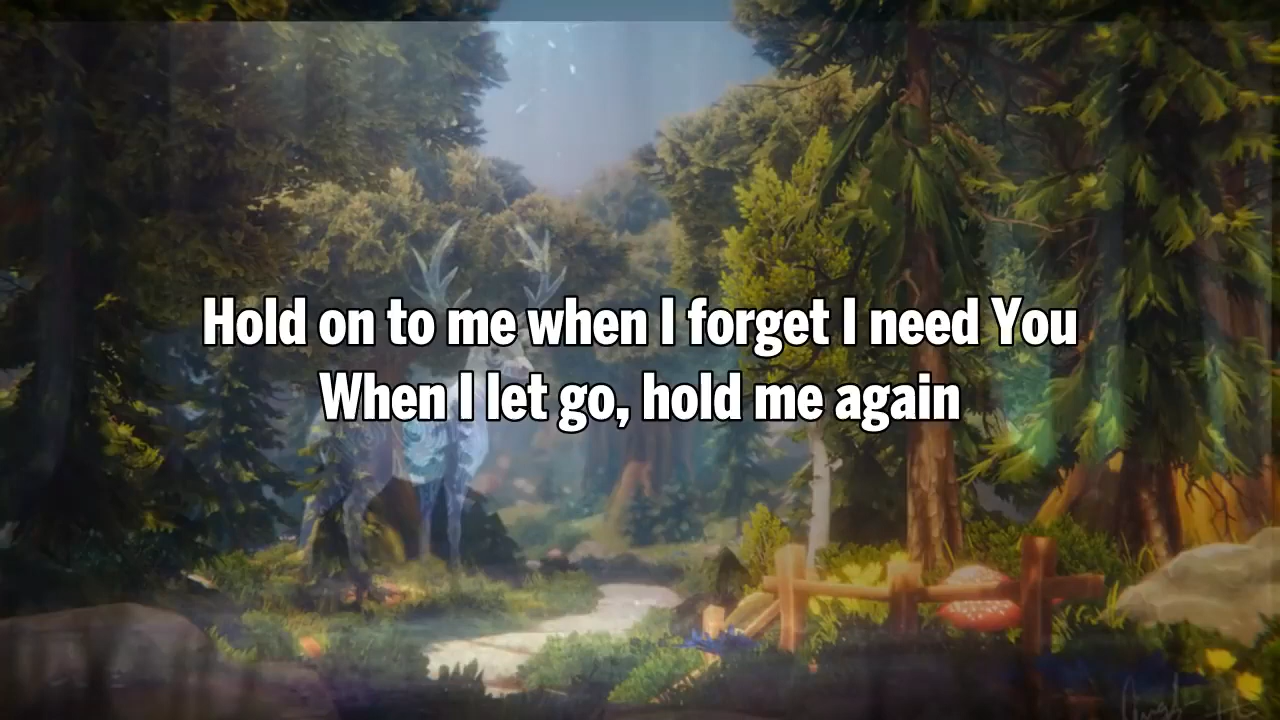 Hold on to me when I forget I need You
When I let go, hold me again